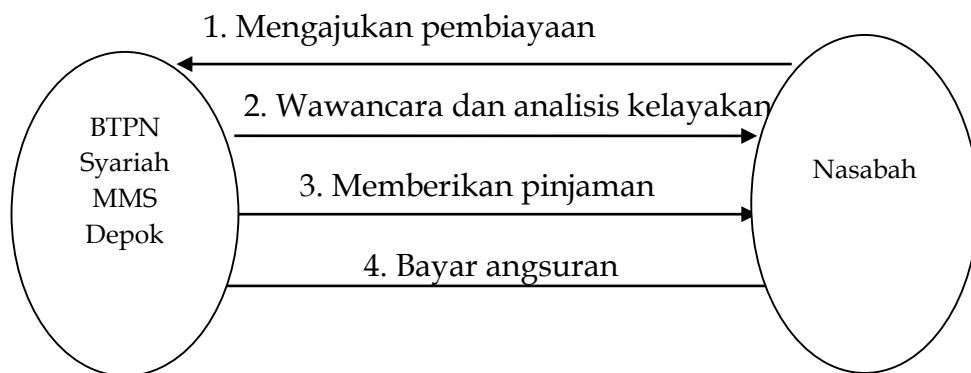 1. Mengajukan pembiayaan
2. Wawancara dan analisis kelayakan
BTPN
Syariah
MMS
Depok
Nasabah
3. Memberikan pinjaman
4. Bayar angsuran